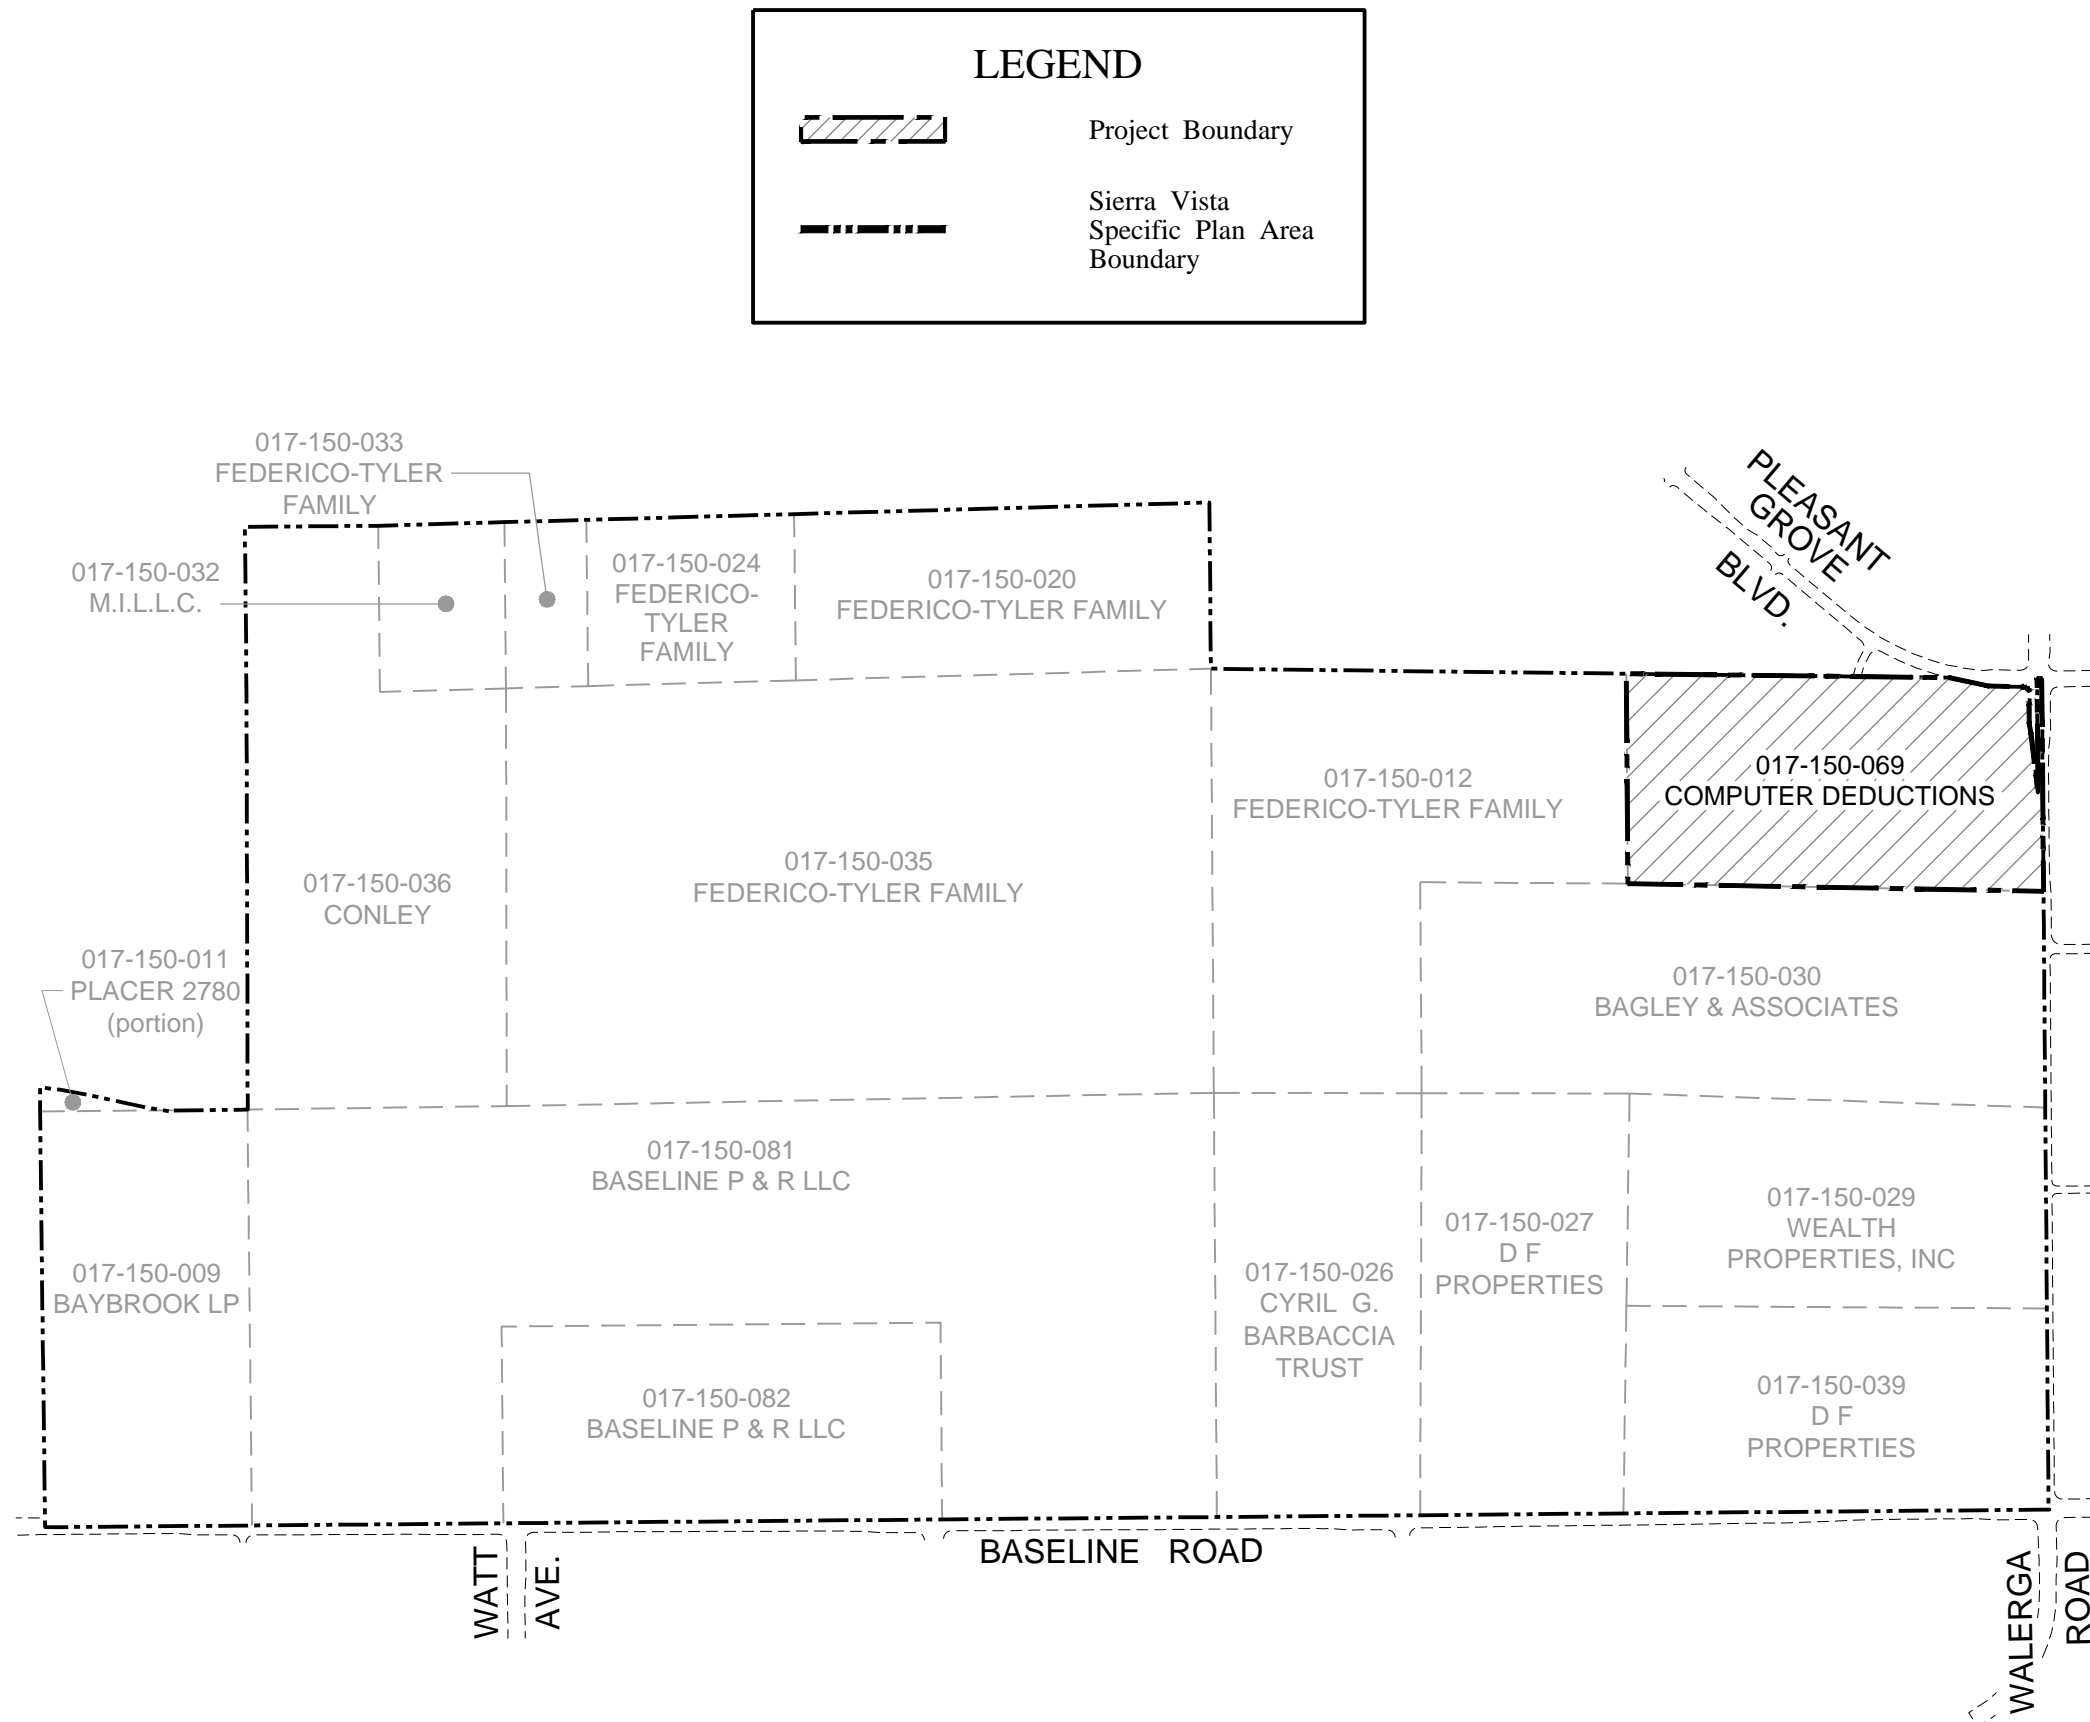 LEGEND
Project Boundary
Sierra Vista
Specific Plan Area
Boundary
017-150-033
FEDERICO-TYLER
FAMILY
017-150-032
M.I.L.L.C.
017-150-024
FEDERICO-
TYLER
FAMILY
017-150-020
FEDERICO-TYLER FAMILY
PLEASANT
GROVE
BLVD.
017-150-069
COMPUTER DEDUCTIONS
017-150-012
FEDERICO-TYLER FAMILY
017-150-035
FEDERICO-TYLER FAMILY
017-150-036
CONLEY
017-150-011
PLACER 2780
(portion)
017-150-030
BAGLEY & ASSOCIATES
017-150-081
BASELINE P & R LLC
017-150-009
BAYBROOK LP
017-150-026
CYRIL G.
BARBACCIA
TRUST
017-150-027
D F
PROPERTIES
017-150-029
WEALTH
PROPERTIES, INC
017-150-082
BASELINE P & R LLC
017-150-039
D F
PROPERTIES
BASELINE ROAD
WATT
AVE.
WALERGA
ROAD